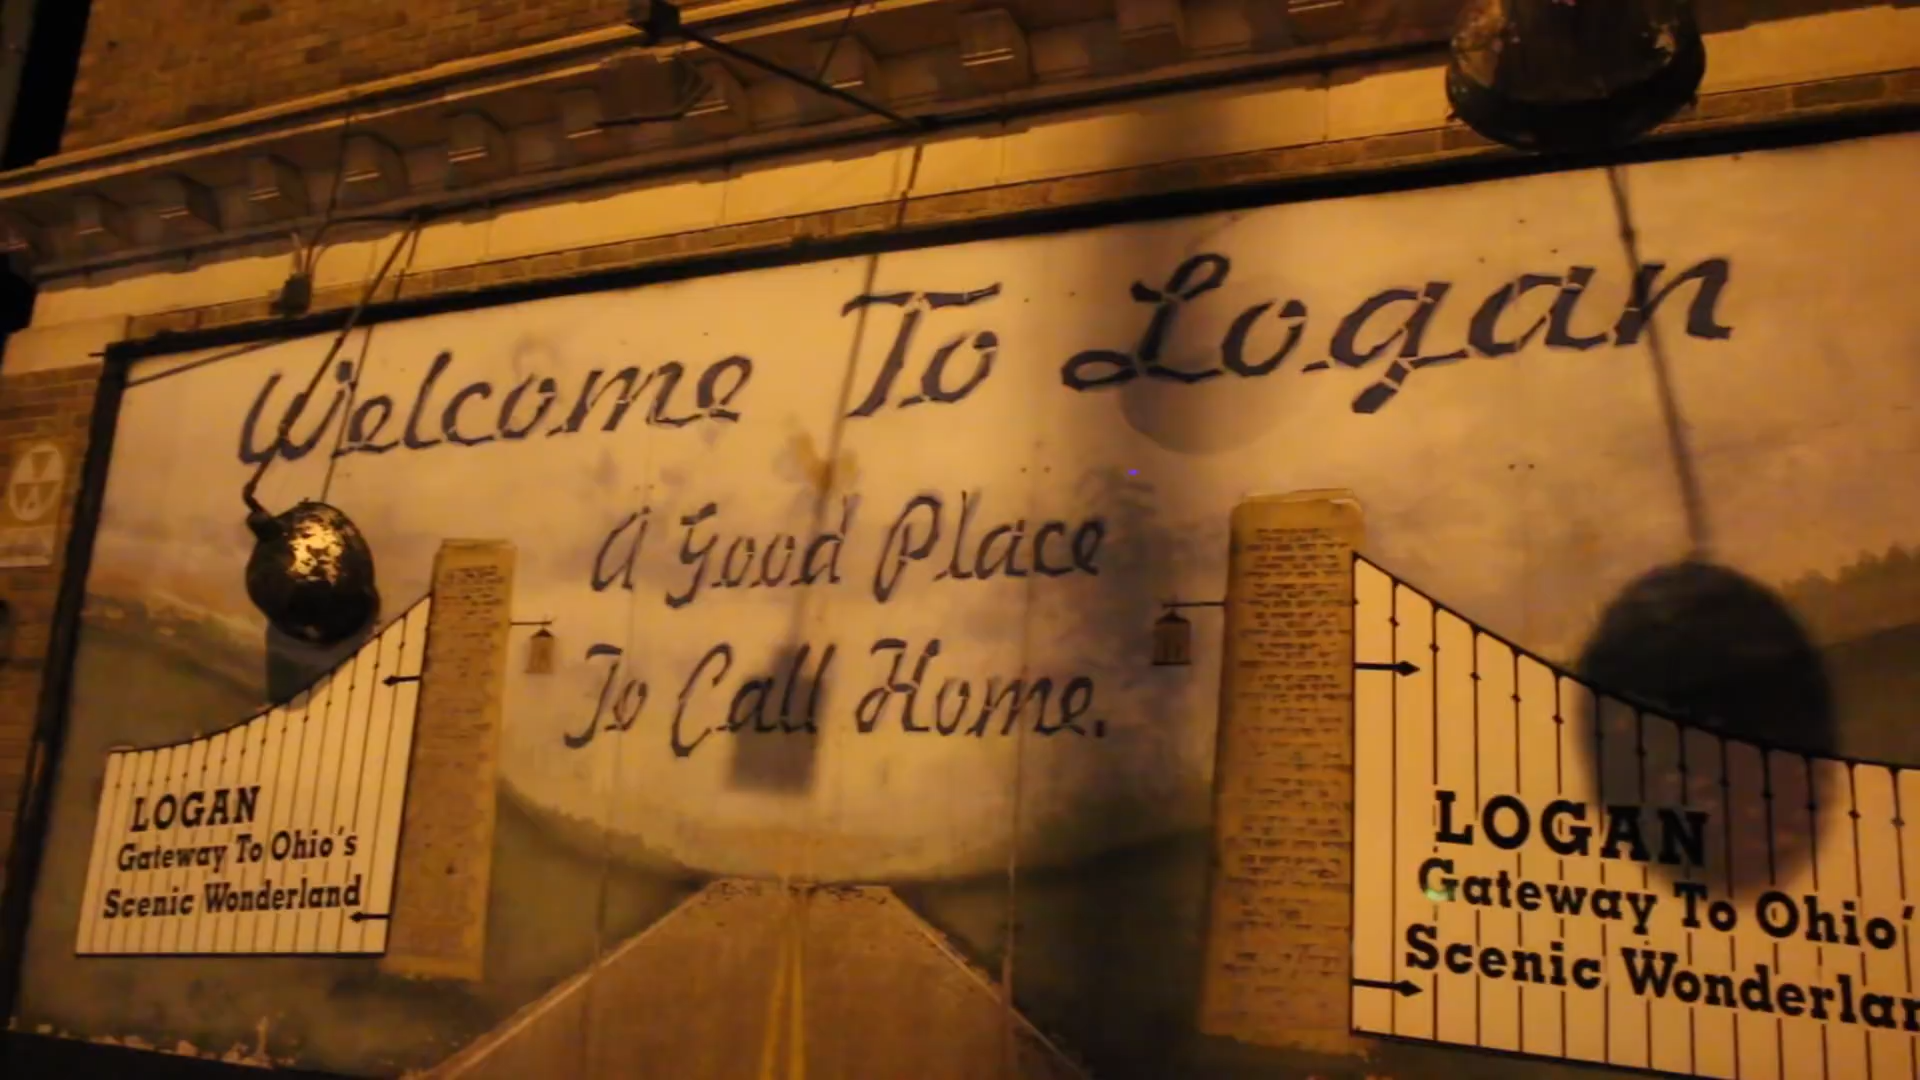 Welcome To Logan
A Good Place
To Call Home.
LOGAN
Gateway To Ohio's
Scenic Wonderland
LOGAN
Gateway To Ohio'
Scenic Wonderlan